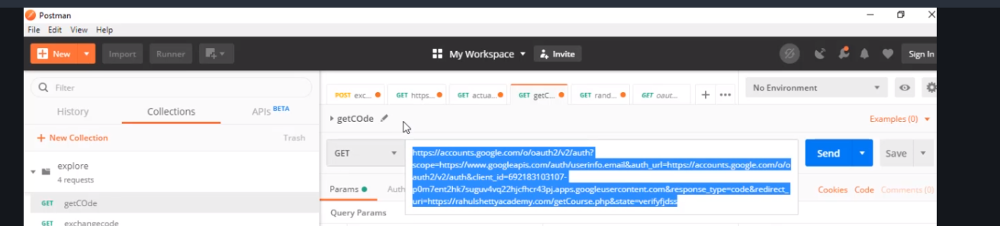 Postman
File Edit View Help
New Import Runner My Workspace Invite Sign In
Filter
History Collections APIs BETA
+ New Collection Trash
explore
4 requests
GET getCOde
GET exchangecode
POST exc... GET https... GET actua... GET getC... GET rand... GET oaut... + ••• No Environment
getCOde Examples (0)
GET
https://accounts.google.com/o/oauth2/v2/auth?
scope=https://www.googleapis.com/auth/userinfo.email&auth_url=https://accounts.google.com/o/o
auth2/v2/auth&client_id=692183103107-
p0m7ent2hk7suguv4vq22hjcfhcr43pj.apps.googleusercontent.com&response_type=code&redirect_
uri=https://rahulshettyacademy.com/getCourse.php&state=verifyfjdss
Send Save
Params Auth Cookies Code Comments (0)
Query Params